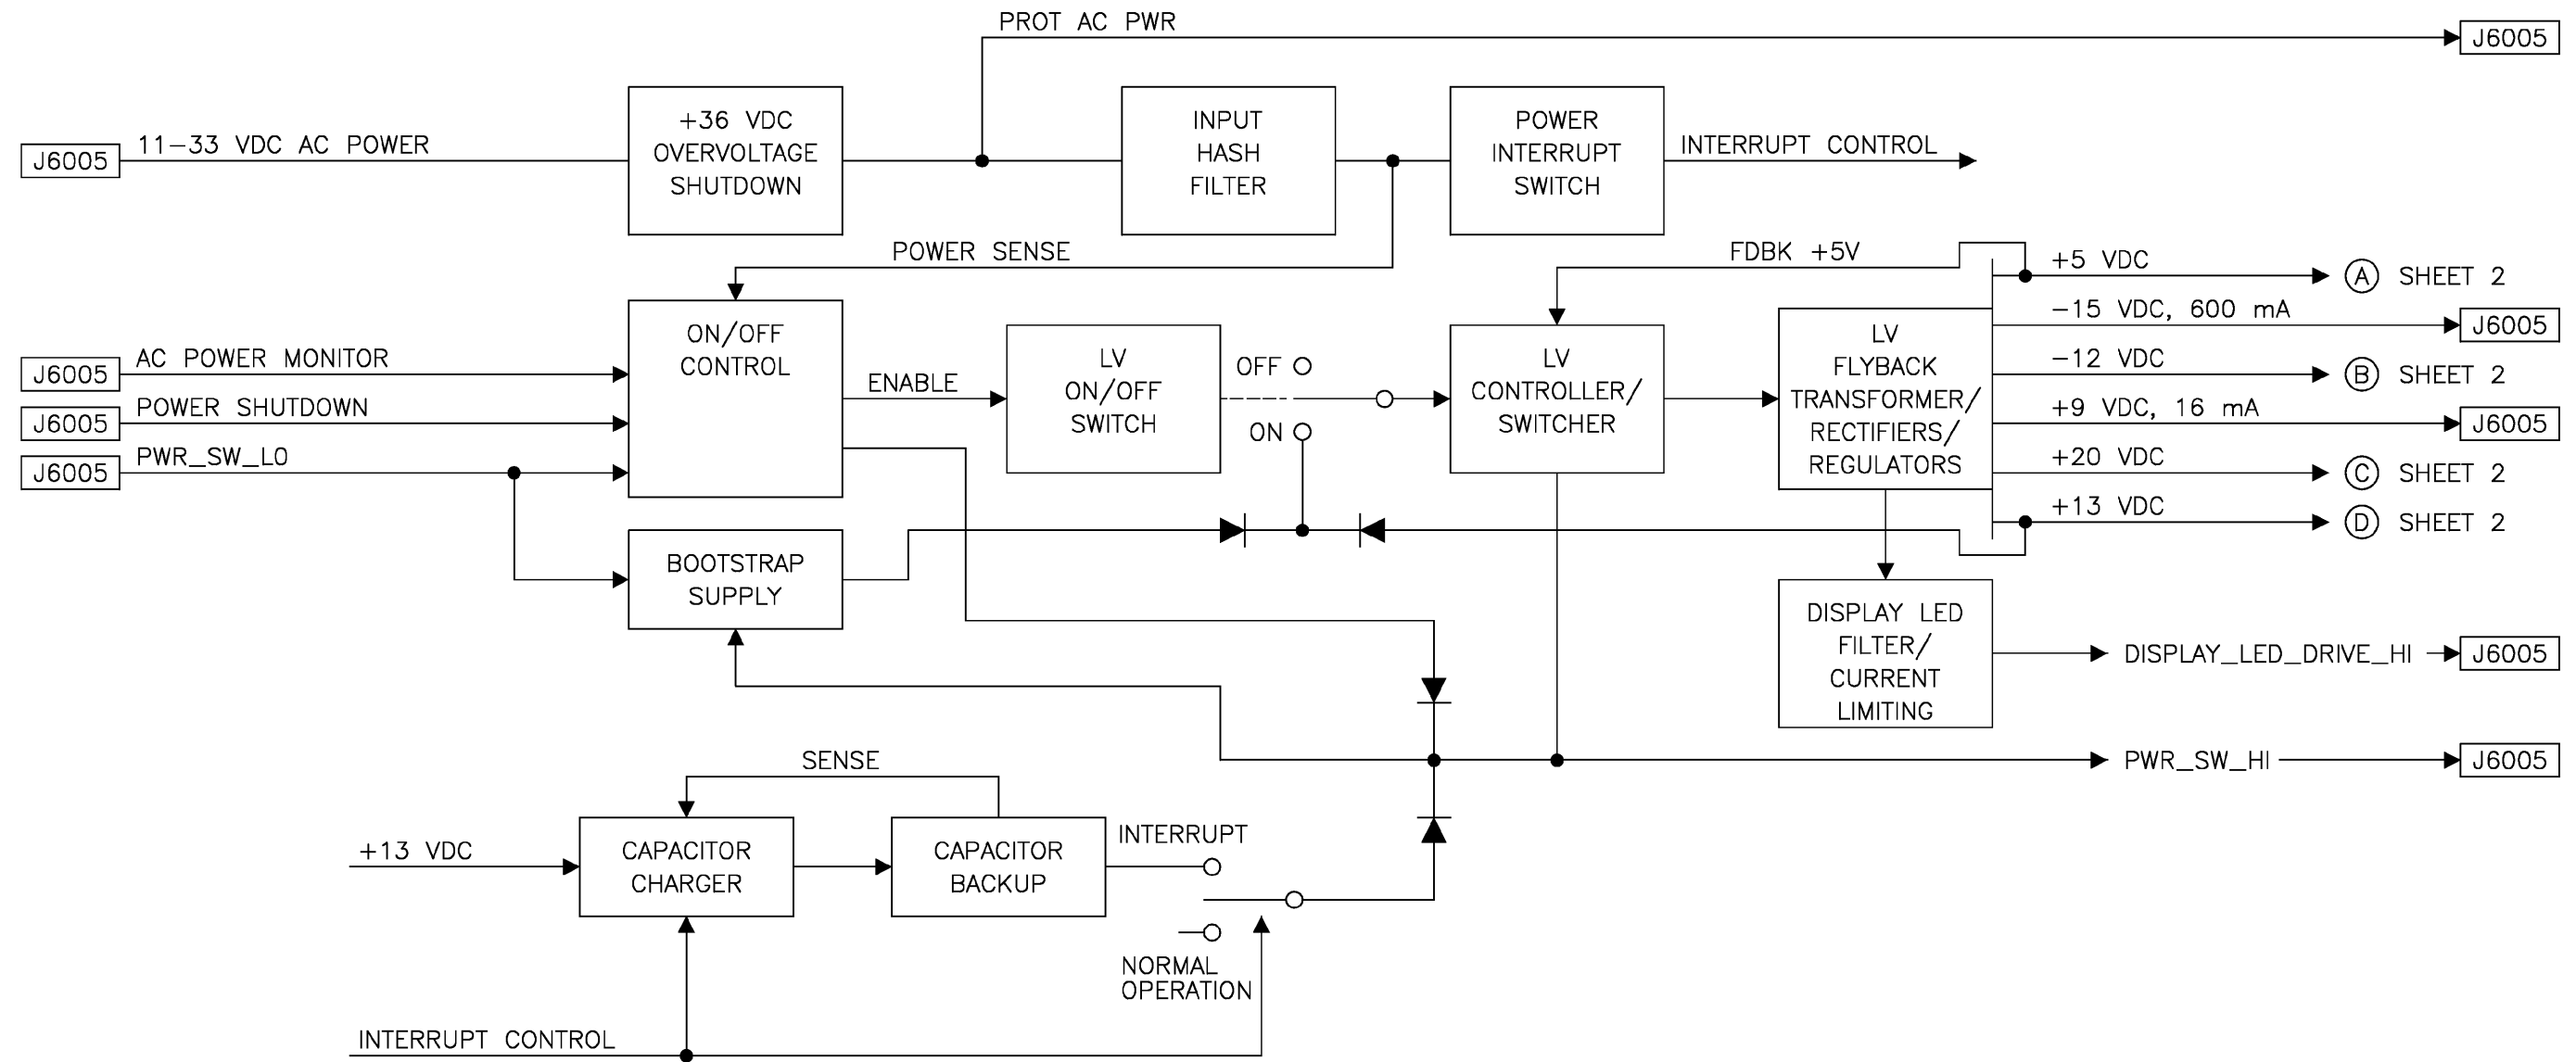 PROT AC PWR
J6005
J6005
11-33 VDC AC POWER
+36 VDC
OVERVOLTAGE
SHUTDOWN
INPUT
HASH
FILTER
POWER
INTERRUPT
SWITCH
INTERRUPT CONTROL
POWER SENSE
FDBK +5V
+5 VDC
A SHEET 2
-15 VDC, 600 mA
J6005
-12 VDC
B SHEET 2
+9 VDC, 16 mA
J6005
+20 VDC
C SHEET 2
+13 VDC
D SHEET 2
J6005
AC POWER MONITOR
J6005
POWER SHUTDOWN
J6005
PWR_SW_LO
ON/OFF
CONTROL
ENABLE
LV
ON/OFF
SWITCH
OFF
ON
LV
CONTROLLER/
SWITCHER
LV
FLYBACK
TRANSFORMER/
RECTIFIERS/
REGULATORS
BOOTSTRAP
SUPPLY
DISPLAY LED
FILTER/
CURRENT
LIMITING
DISPLAY_LED_DRIVE_HI
J6005
PWR_SW_HI
J6005
SENSE
+13 VDC
CAPACITOR
CHARGER
CAPACITOR
BACKUP
INTERRUPT
NORMAL
OPERATION
INTERRUPT CONTROL